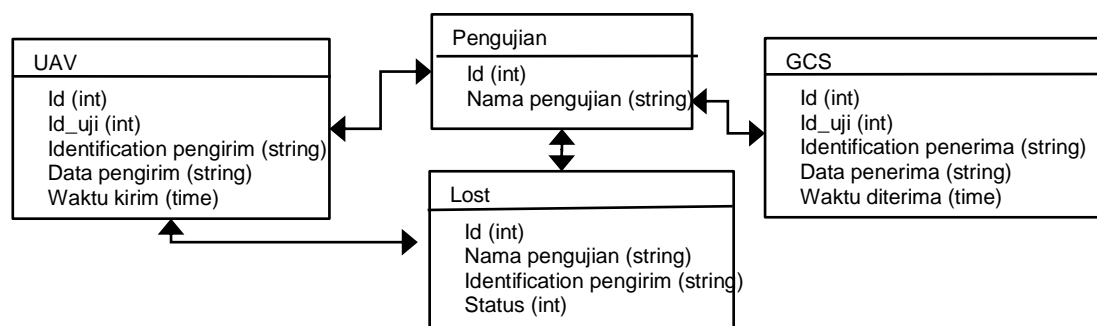 UAV
Id (int)
Id_uji (int)
Identification pengirim (string)
Data pengirim (string)
Waktu kirim (time)
Pengujian
Id (int)
Nama pengujian (string)
GCS
Id (int)
Id_uji (int)
Identification penerima (string)
Data penerima (string)
Waktu diterima (time)
Lost
Id (int)
Nama pengujian (string)
Identification pengirim (string)
Status (int)